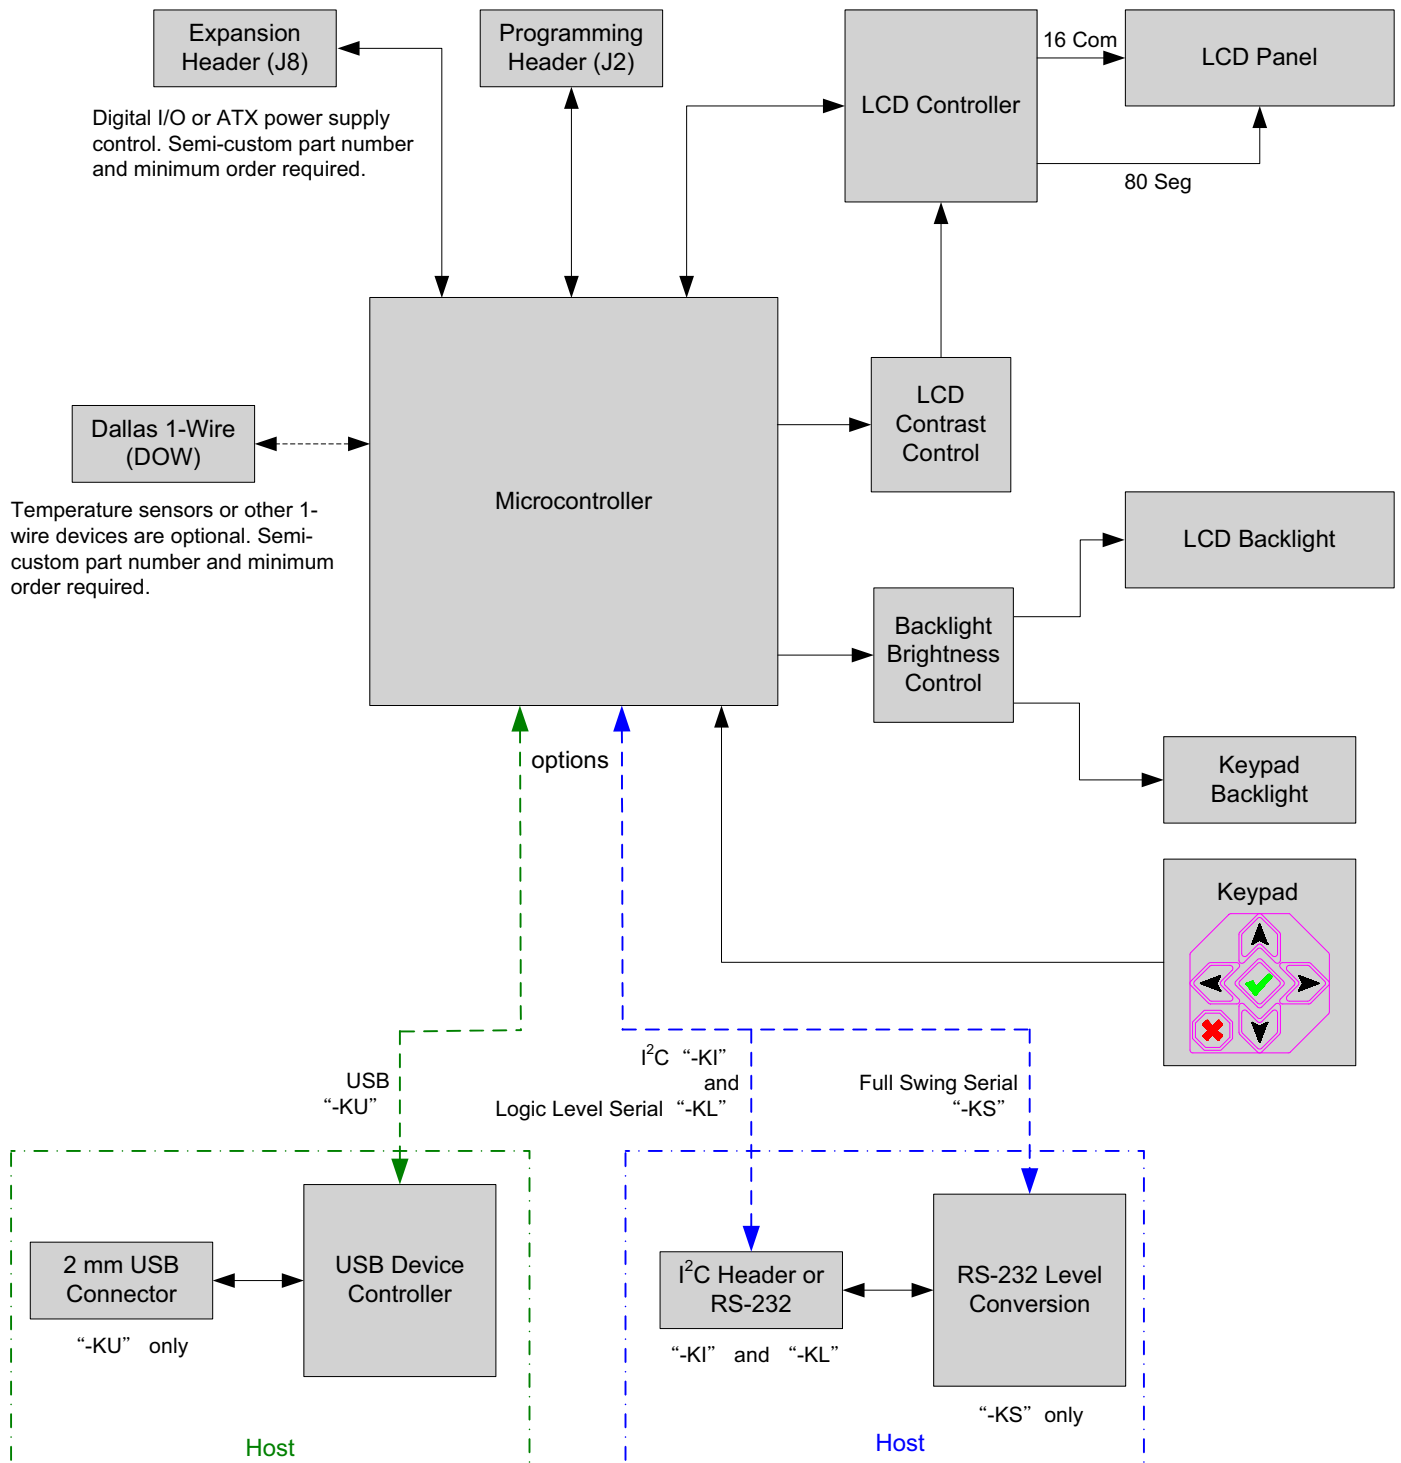 Expansion
Header (J8)
Programming
Header (J2)
LCD Controller
16 Com
LCD Panel
80 Seg
Digital I/O or ATX power supply
control. Semi-custom part number
and minimum order required.
LCD
Contrast
Control
Dallas 1-Wire
(DOW)
Microcontroller
Temperature sensors or other 1-
wire devices are optional. Semi-
custom part number and minimum
order required.
LCD Backlight
Backlight
Brightness
Control
options
Keypad
Backlight
Keypad
USB
“-KU”
I²C “-KI”
and
Logic Level Serial “-KL”
Full Swing Serial
“-KS”
2 mm USB
Connector
USB Device
Controller
“-KU” only
Host
I²C Header or
RS-232
RS-232 Level
Conversion
“-KI” and “-KL”
“-KS” only
Host